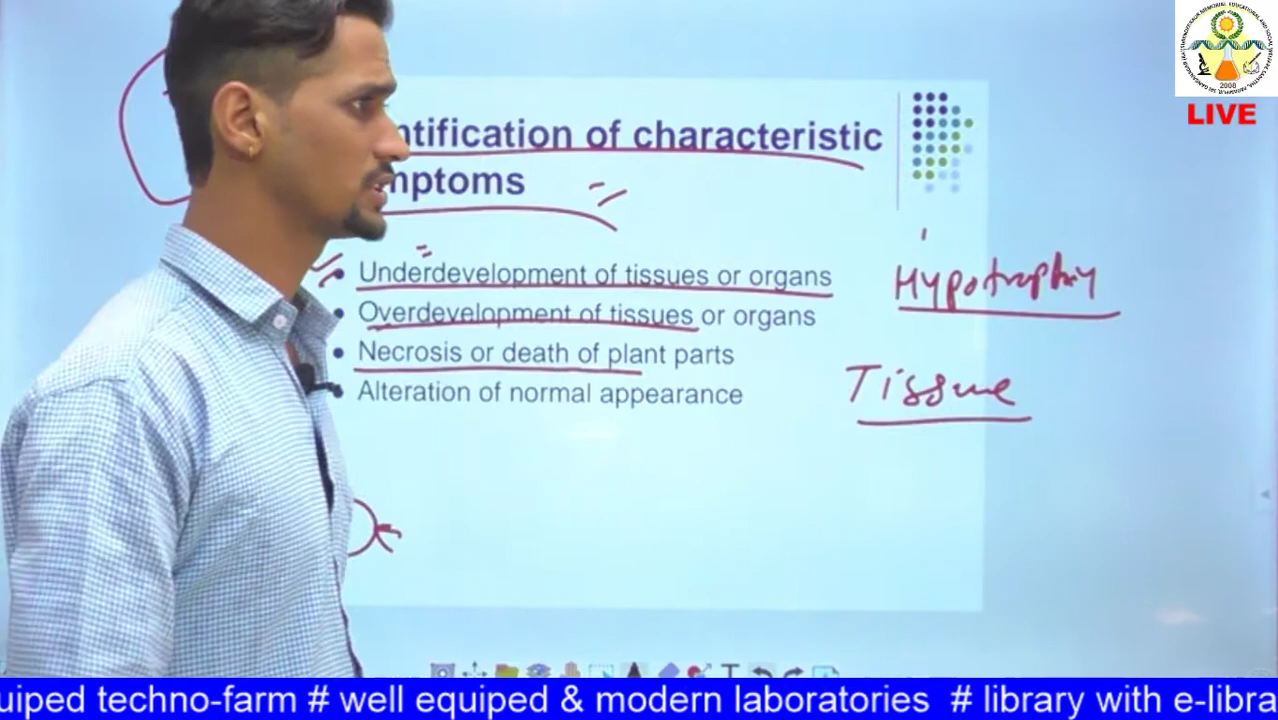 ntification of characteristic
mptoms
• Underdevelopment of tissues or organs
• Overdevelopment of tissues or organs
• Necrosis or death of plant parts
• Alteration of normal appearance
Hypotrophy
Tissue
2008
LIVE
uiped techno-farm # well equiped & modern laboratories # library with e-libra